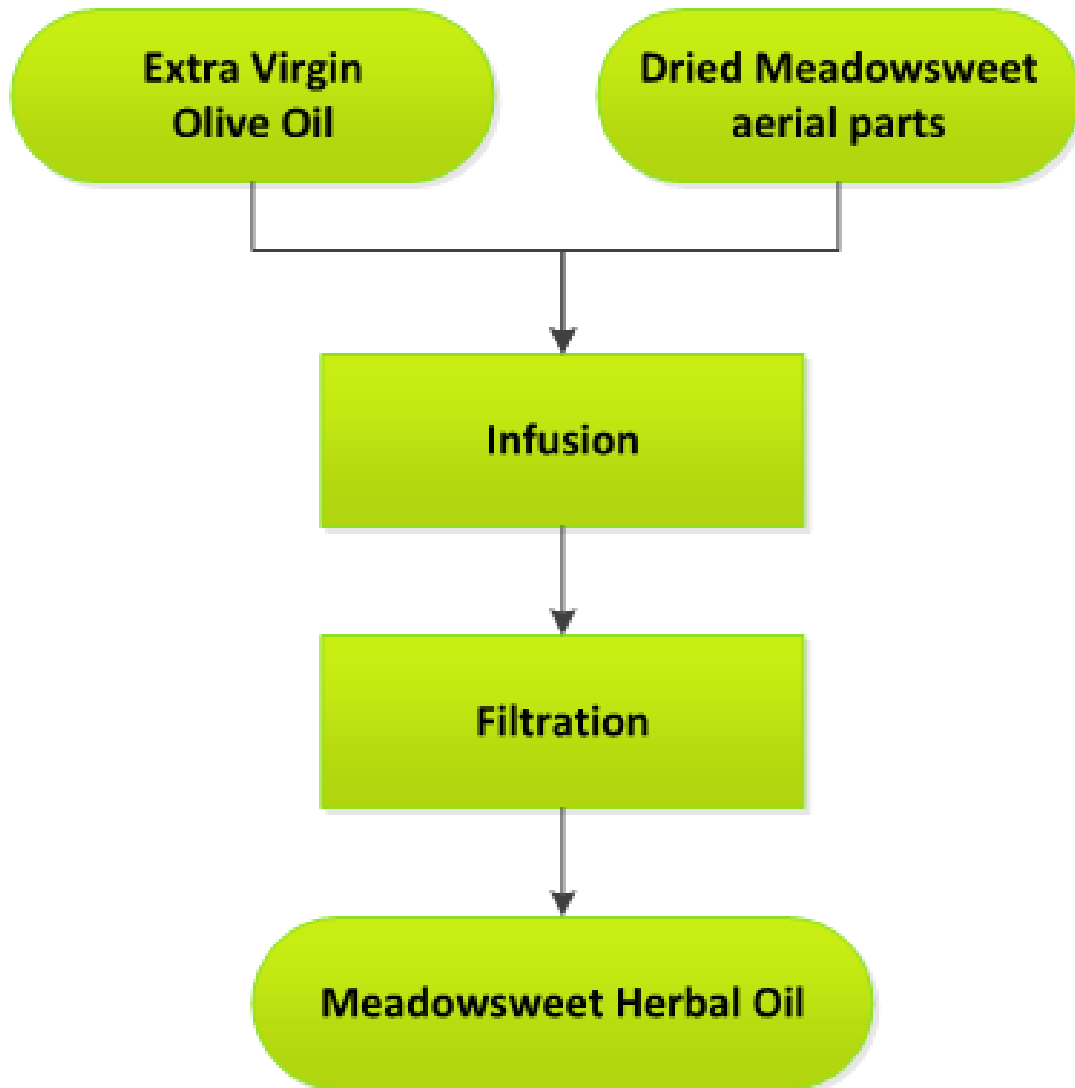 Extra Virgin
Olive Oil
Dried Meadowsweet
aerial parts
Infusion
Filtration
Meadowsweet Herbal Oil